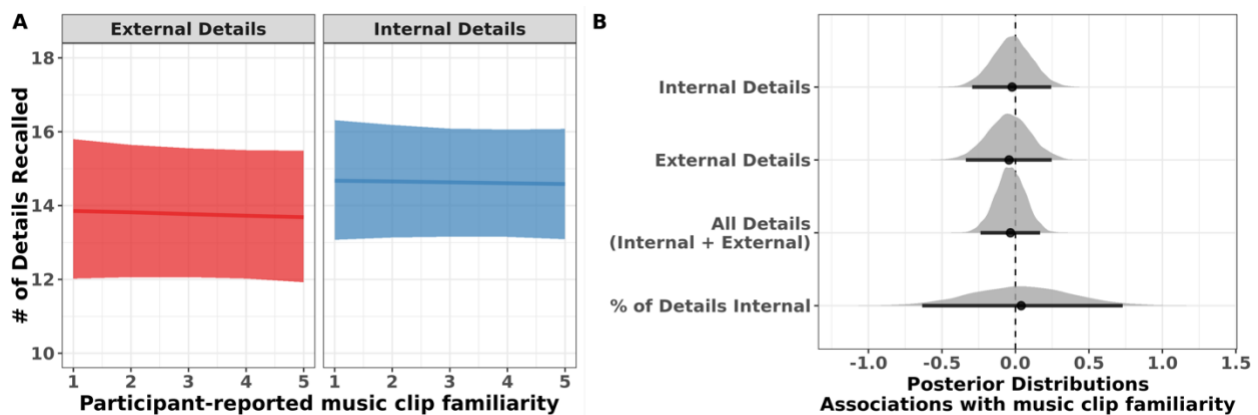 A
External Details
Internal Details
# of Details Recalled
18
16
14
12
10
1 2 3 4 5
1 2 3 4 5
Participant-reported music clip familiarity
B
Internal Details
External Details
All Details
(Internal + External)
% of Details Internal
-1.0 -0.5 0.0 0.5 1.0 1.5
Posterior Distributions
Associations with music clip familiarity